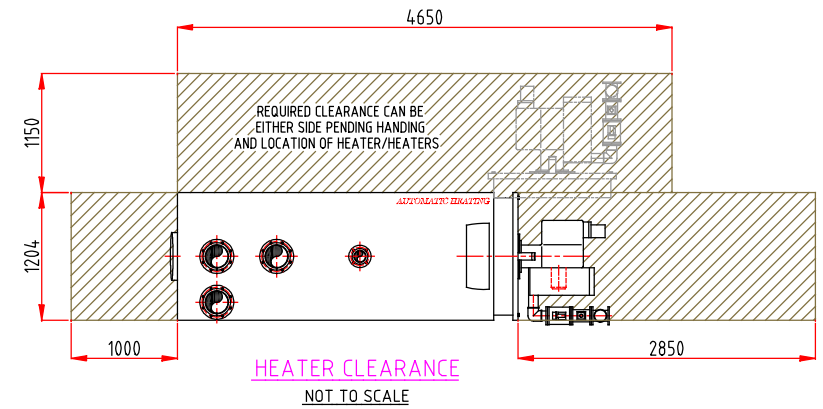 4650
1150
REQUIRED CLEARANCE CAN BE
EITHER SIDE PENDING HANDING
AND LOCATION OF HEATER/HEATERS
AUTOMATIC HEATING
1204
1000
2850
HEATER CLEARANCE
NOT TO SCALE